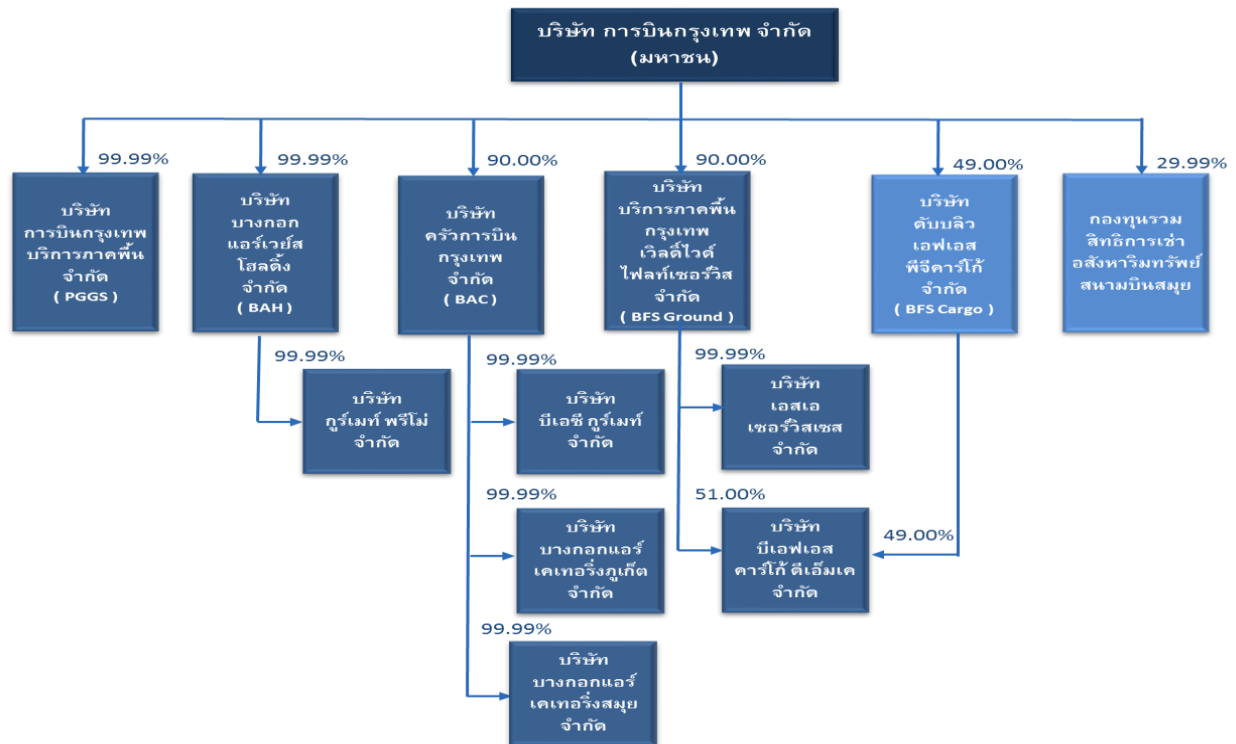 บริษัท การบินกรุงเทพ จำกัด
(มหาชน)
99.99%
99.99%
90.00%
90.00%
49.00%
29.99%
บริษัท
การบินกรุงเทพ
บริการภาคพื้น
จำกัด
( PGGS )
บริษัท
บางกอก
แอร์เวย์ส
โฮลดิ้ง
จำกัด
( BAH )
บริษัท
ครัวการบิน
กรุงเทพ
จำกัด
( BAC )
บริษัท
บริการภาคพื้น
กรุงเทพ
เวิลด์ไวด์
ไฟลท์เซอร์วิส
จำกัด
( BFS Ground )
บริษัท
ดับบลิว
เอฟเอส
พีจีคาร์โก้
จำกัด
( BFS Cargo )
กองทุนรวม
สิทธิการเช่า
อสังหาริมทรัพย์
สนามบินสมุย
99.99%
99.99%
99.99%
บริษัท
กูร์เมท์ พรีโม่
จำกัด
บริษัท
บีเอซี กูร์เมท์
จำกัด
บริษัท
เอสเอ
เซอร์วิสเซส
จำกัด
99.99%
51.00%
49.00%
บริษัท
บางกอกแอร์
เคเทอริ่งภูเก็ต
จำกัด
บริษัท
บีเอฟเอส
คาร์โก้ ดีเอ็มเค
จำกัด
99.99%
บริษัท
บางกอกแอร์
เคเทอริ่งสมุย
จำกัด